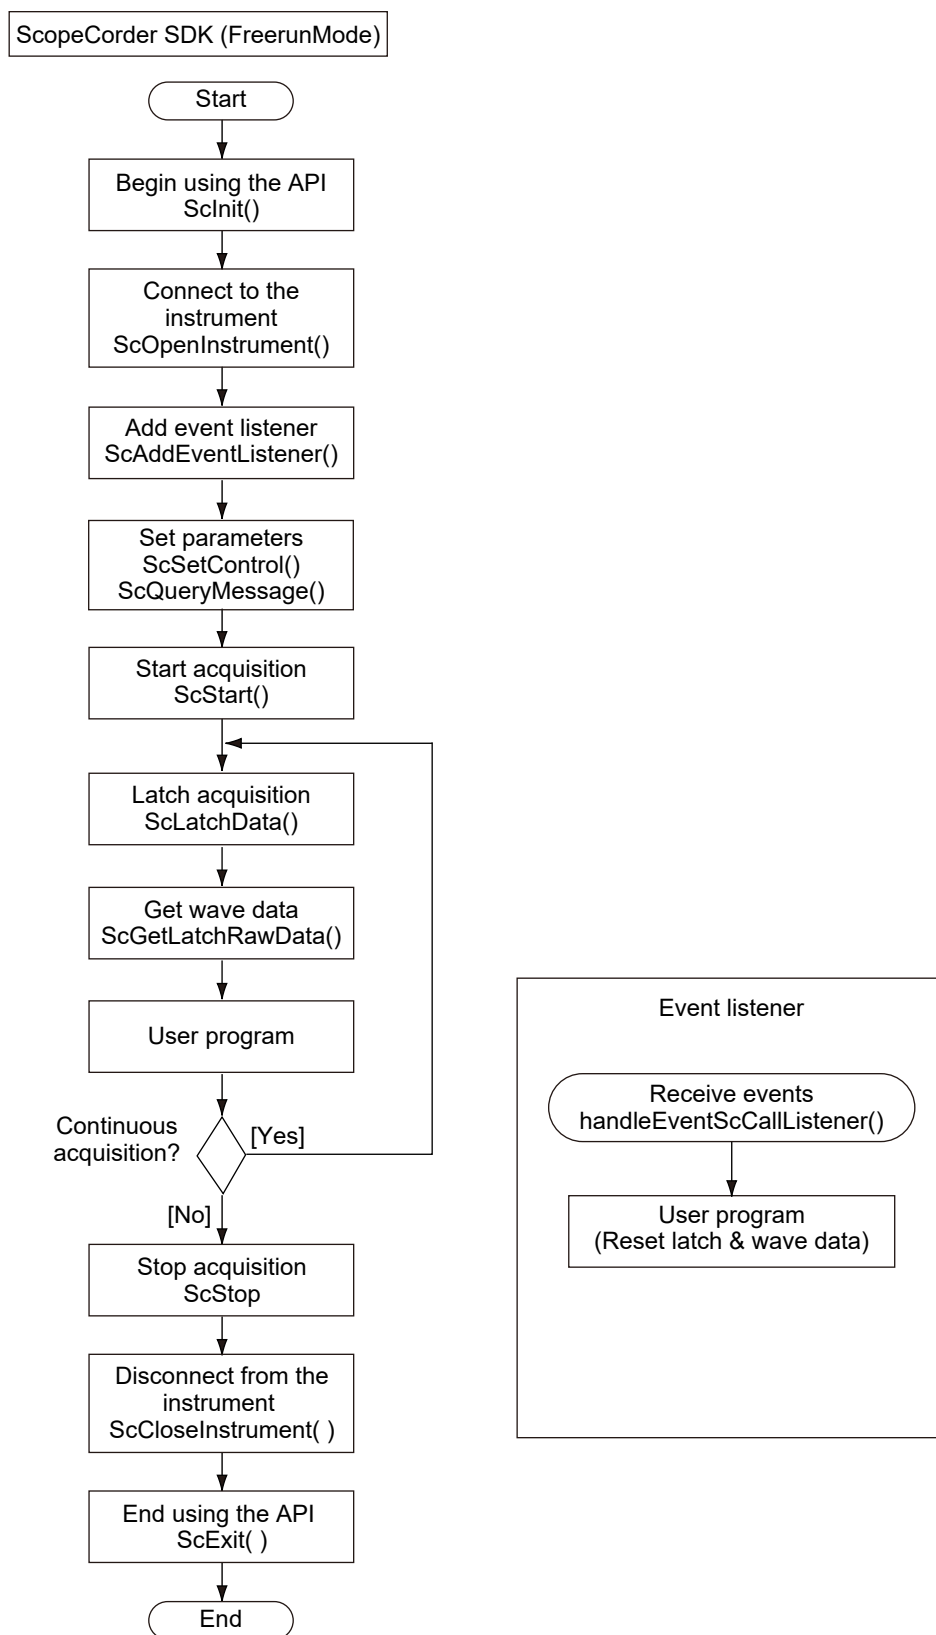 ScopeCorder SDK (FreerunMode)
Start
Begin using the API
ScInit()
Connect to the
instrument
ScOpenInstrument()
Add event listener
ScAddEventListener()
Set parameters
ScSetControl()
ScQueryMessage()
Start acquisition
ScStart()
Latch acquisition
ScLatchData()
Get wave data
ScGetLatchRawData()
User program
Continuous
acquisition?
[Yes]
[No]
Stop acquisition
ScStop
Disconnect from the
instrument
ScCloseInstrument( )
End using the API
ScExit( )
End
Event listener
Receive events
handleEventScCallListener()
User program
(Reset latch & wave data)